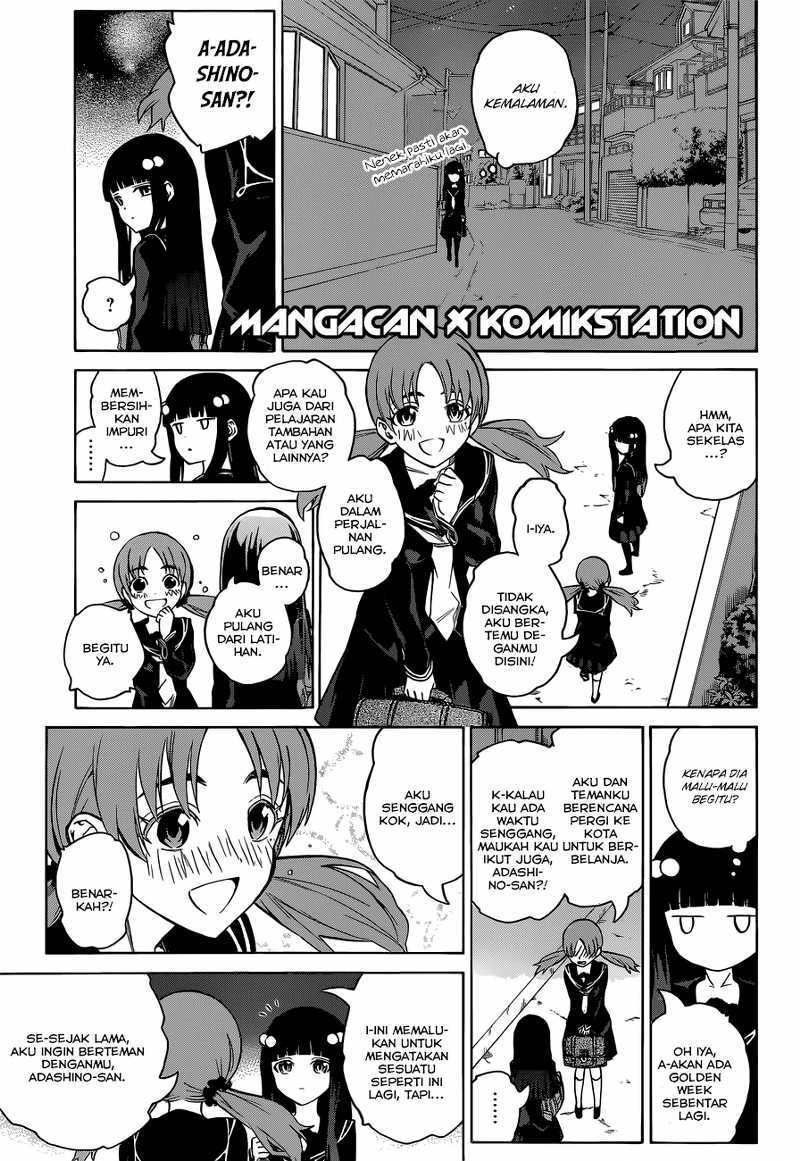 AKU
KEMALAMAN.
Nenek pasti akan
memarahiku lagi
A-ADA-
SHINO-
SAN?!
?
MANGACAN X KOMIKSTATION
HMM,
APA KITA
SEKELAS
...?
I-IYA.
TIDAK
DISANGKA,
AKU BER-
TEMU DE-
GANMU
DISINI!
AKU
DALAM
PERJAL-
NAN
PULANG.
APA KAU
JUGA DARI
PELAJARAN
TAMBAHAN
ATAU YANG
LAINNYA?
MEM-
BERSIH-
KAN
IMPURI
...
......
BENAR
...
AKU
PULANG
DARI LATI-
HAN.
BEGITU
YA.
KENAPA DIA
MALU-MALU
BEGITU?
OH IYA,
A-AKAN ADA
GOLDEN
WEEK
SEBENTAR
LAGI.
AKU DAN
TEMANKU
BERENCANA
PERGI KE
KOTA
UNTUK BER-
BELANJA.
K-KALAU
KAU ADA
WAKTU
SENGGANG,
MAUKAH KAU
IKUT JUGA,
ADASHI-
NO-SAN?!
......
AKU
SENGGANG
KOK, JADI...
BENAR-
KAH?!
I-INI MEMALU-
KAN UNTUK
MENGATAKAN
SESUATU
SEPERTI INI
LAGI, TAPI...
SE-SEJAK LAMA,
AKU INGIN BERTEMAN
DENGANMU,
ADASHINO-SAN.